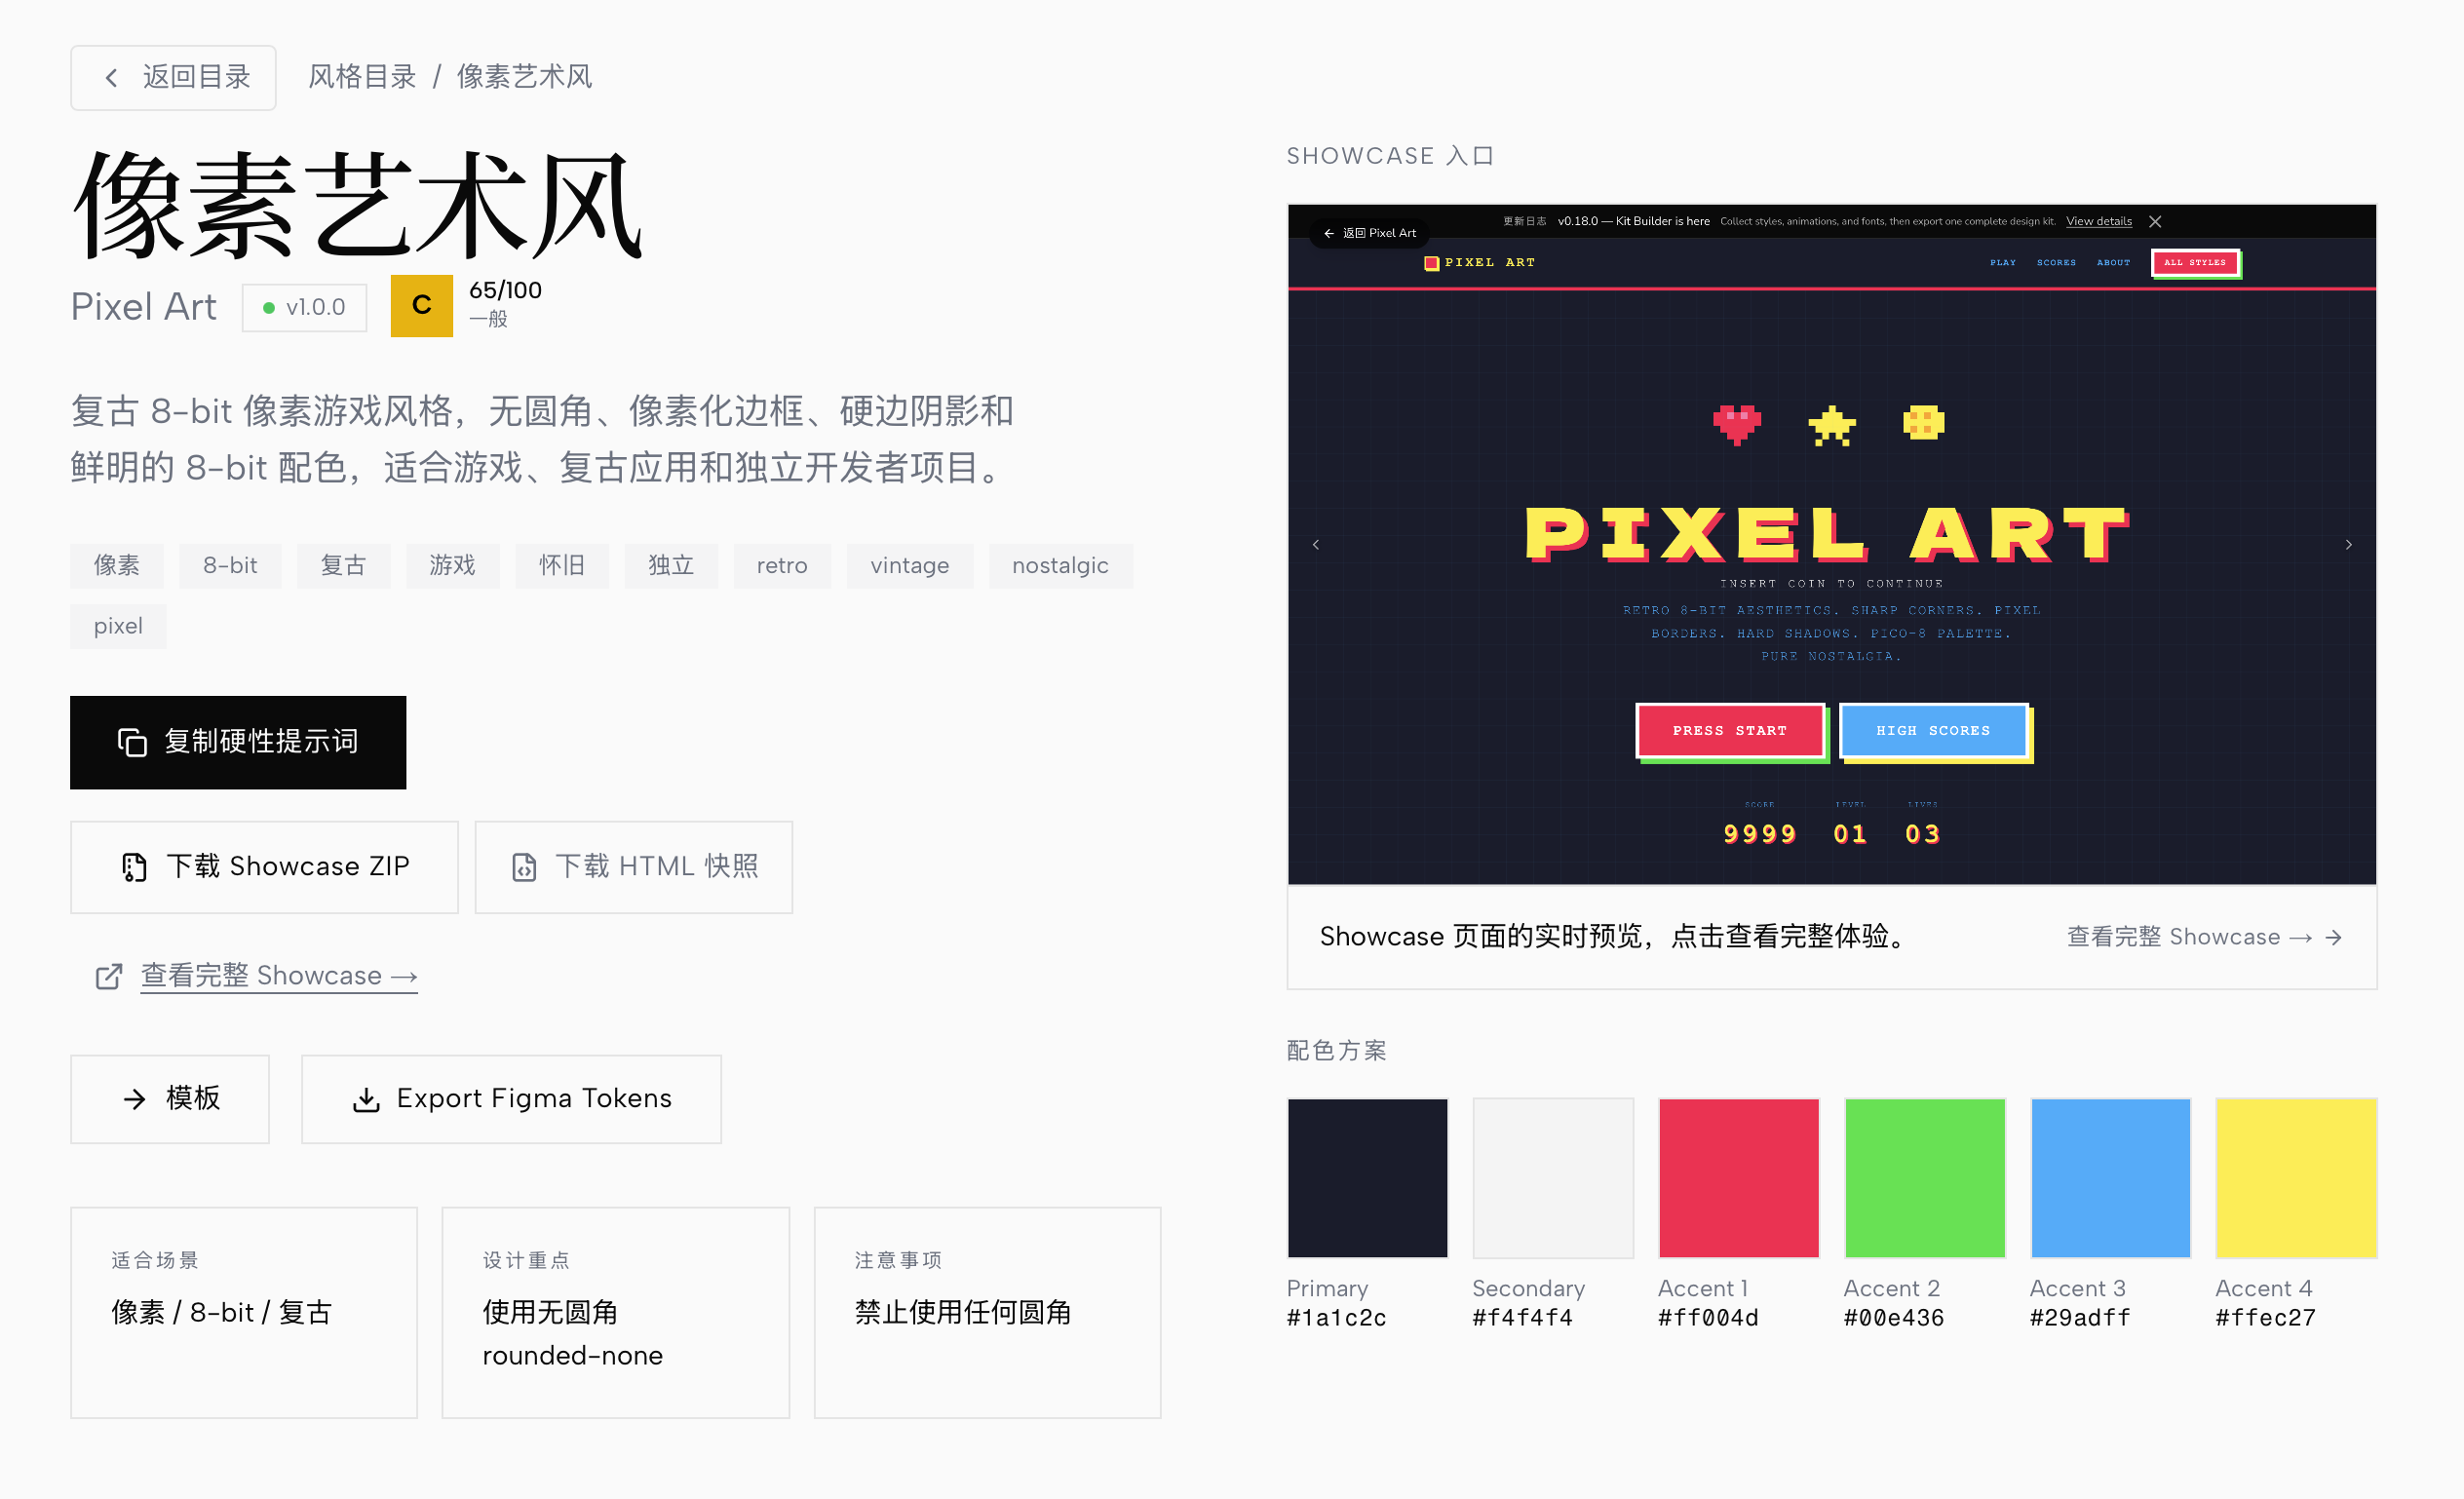 返回目录
风格目录 / 像素艺术风
像素艺术风
Pixel Art
v1.0.0
C
65/100
一般
复古 8-bit 像素游戏风格，无圆角、像素化边框、硬边阴影和
鲜明的 8-bit 配色，适合游戏、复古应用和独立开发者项目。
像素 8-bit 复古 游戏 怀旧 独立 retro vintage nostalgic
pixel
复制硬性提示词
下载 Showcase ZIP
下载 HTML 快照
查看完整 Showcase →
模板
Export Figma Tokens
适合场景
像素 / 8-bit / 复古
设计重点
使用无圆角
rounded-none
注意事项
禁止使用任何圆角
SHOWCASE 入口
更新日志 v0.18.0 — Kit Builder is here Collect styles, animations, and fonts, then export one complete design kit. View details
返回 Pixel Art
PIXEL ART
PLAY SCORES ABOUT ALL STYLES
PIXEL ART
INSERT COIN TO CONTINUE
RETRO 8-BIT AESTHETICS. SHARP CORNERS. PIXEL
BORDERS. HARD SHADOWS. PICO-8 PALETTE.
PURE NOSTALGIA.
PRESS START
HIGH SCORES
SCORE LEVEL LIVES
9999 01 03
Showcase 页面的实时预览，点击查看完整体验。
查看完整 Showcase →
配色方案
Primary
#1a1c2c
Secondary
#f4f4f4
Accent 1
#ff004d
Accent 2
#00e436
Accent 3
#29adff
Accent 4
#ffec27